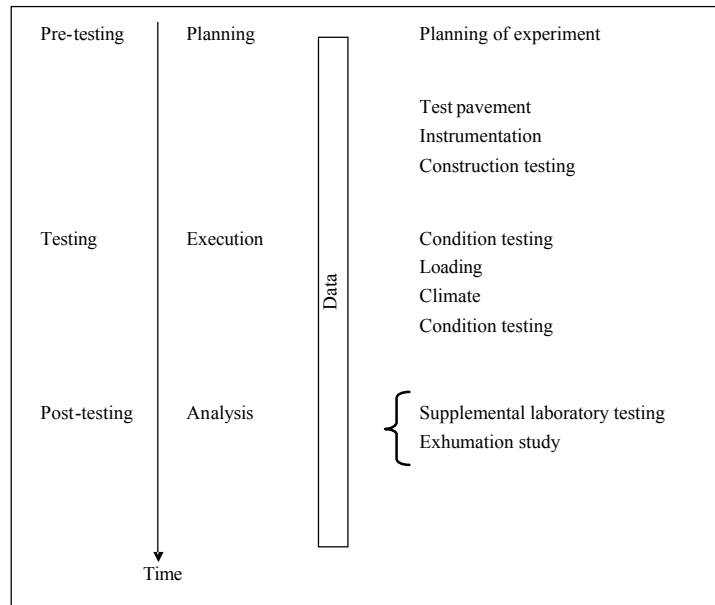 Pre-testing Planning Planning of experiment
Test pavement
Instrumentation
Construction testing
Testing Execution Condition testing
Loading
Data
Climate
Condition testing
Post-testing Analysis Supplemental laboratory testing
Exhumation study
Time